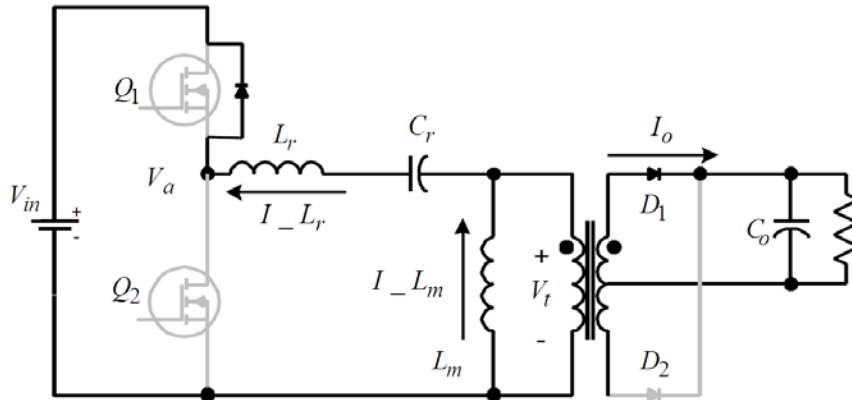 Q1
Lr
Cr
Io
Va
Vin
+
-
I _ Lr
D1
Co
Q2
I _ Lm
+
Vt
-
Lm
D2